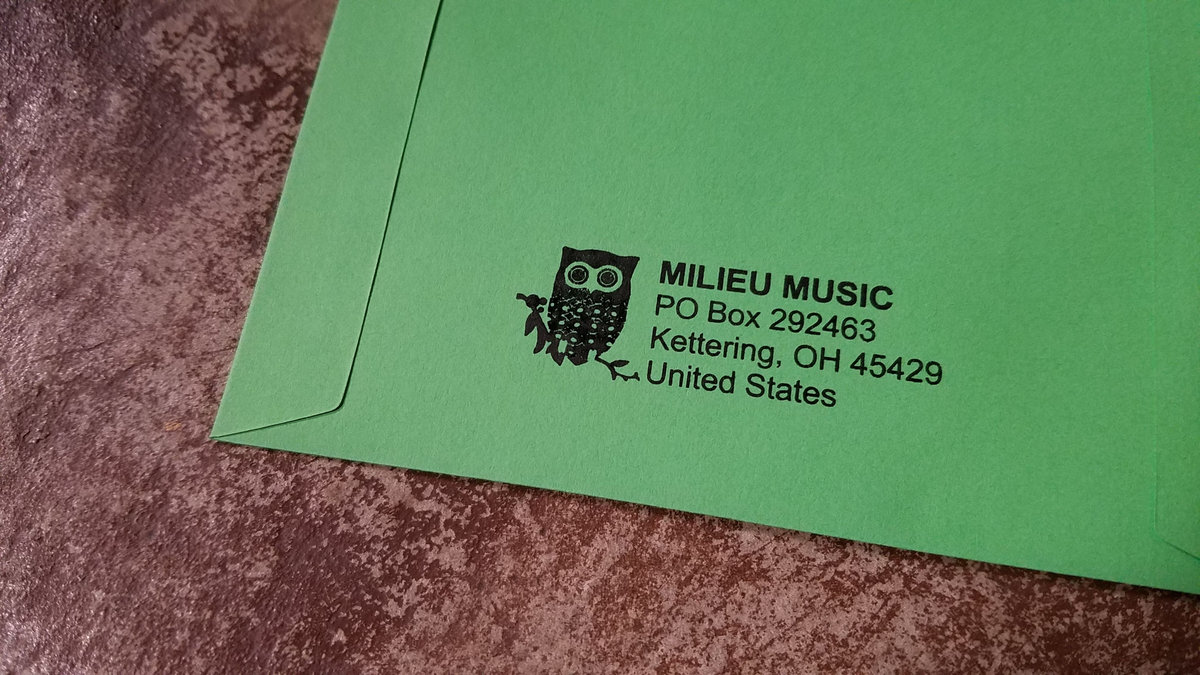 MILIEU MUSIC
PO Box 292463
Kettering, OH 45429
United States